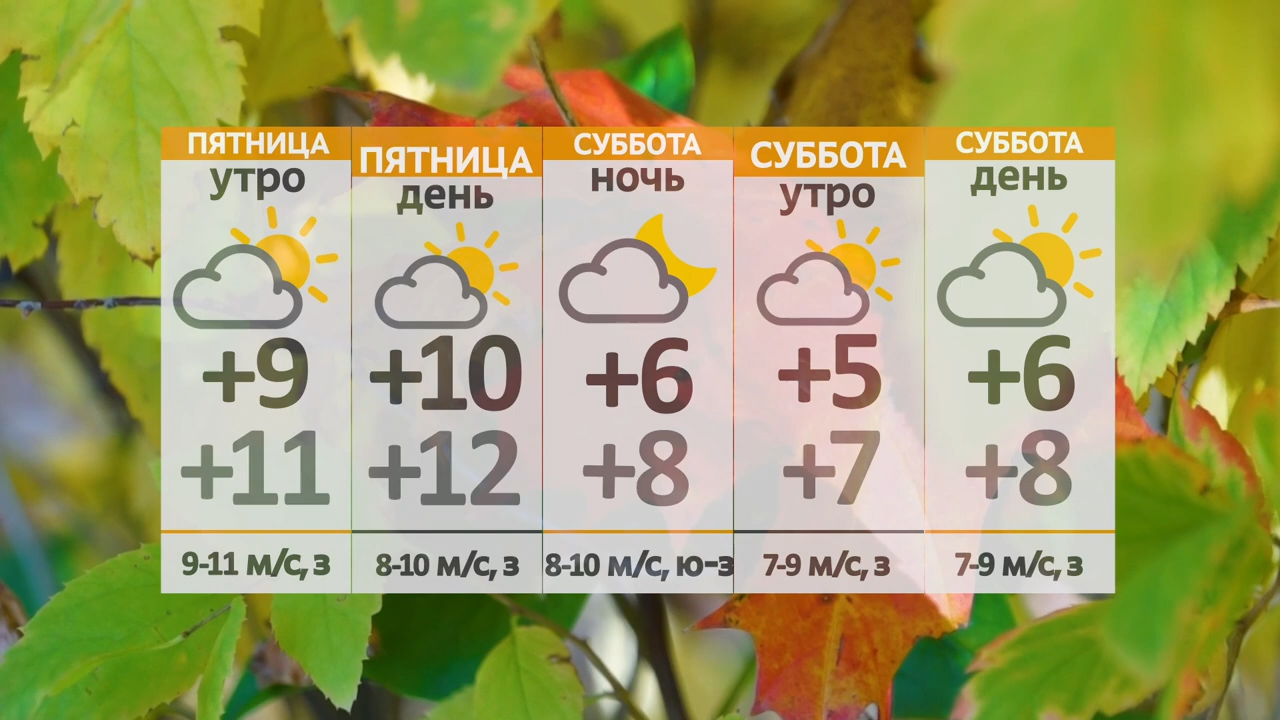 ПЯТНИЦА
утро
+9
+11
9-11 м/с, з
ПЯТНИЦА
день
+10
+12
8-10 м/с, з
СУББОТА
ночь
+6
+8
8-10 м/с, ю-з
СУББОТА
утро
+5
+7
7-9 м/с, з
СУББОТА
день
+6
+8
7-9 м/с, з